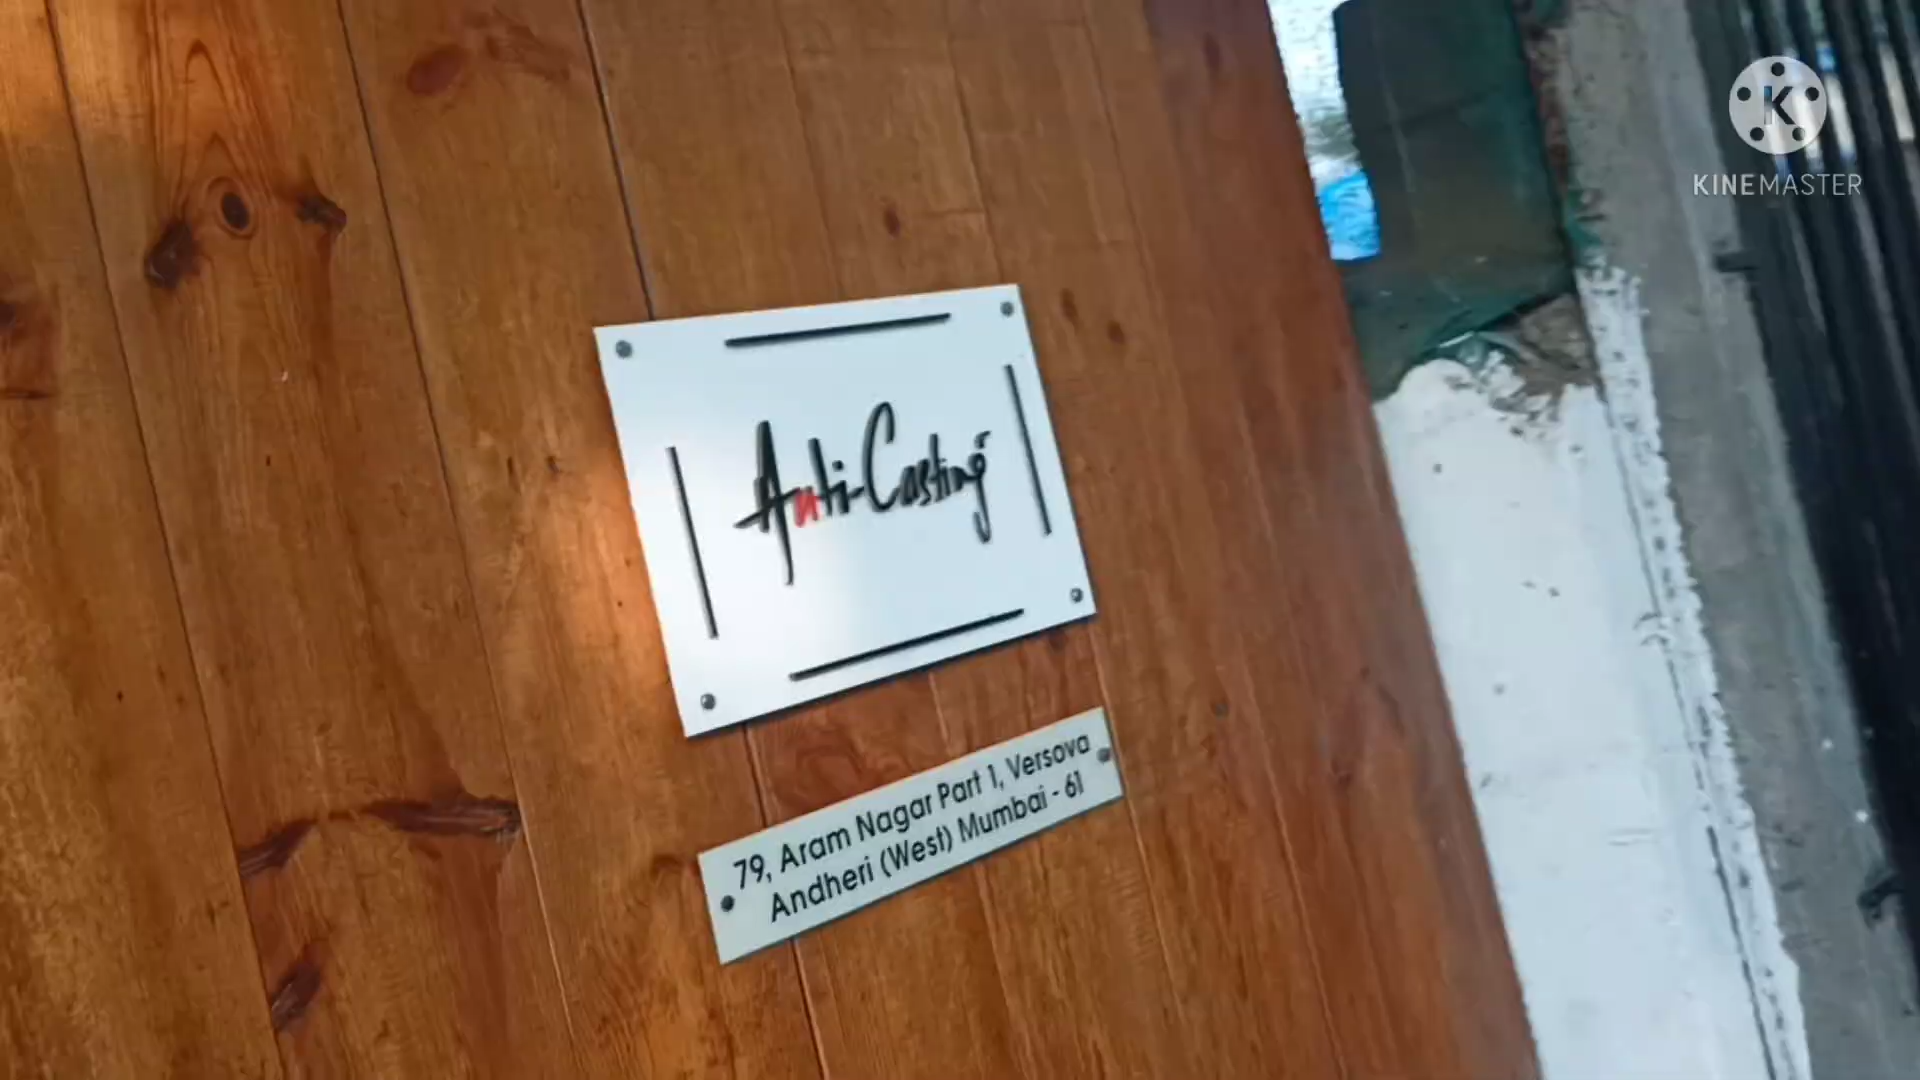 Anti-Casting
79, Aram Nagar Part 1, Versova
Andheri (West) Mumbai - 61
K
KINEMASTER